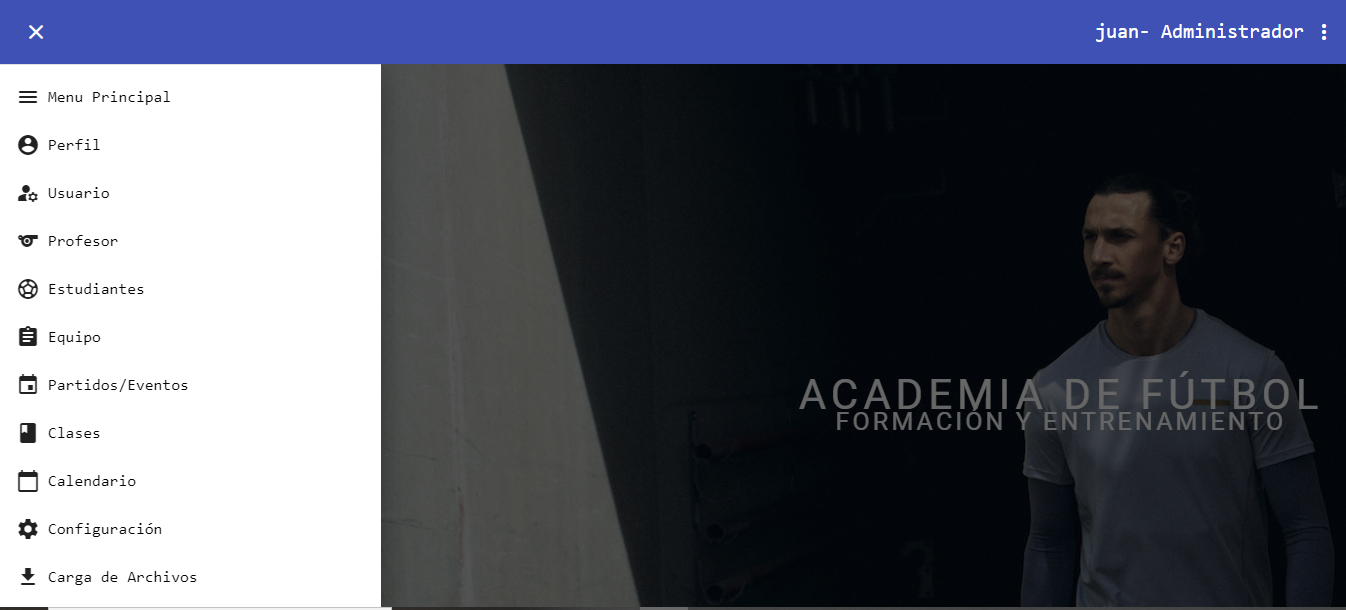 juan- Administrador
Menu Principal
Perfil
Usuario
Profesor
Estudiantes
Equipo
Partidos/Eventos
Clases
Calendario
Configuración
Carga de Archivos
ACADEMIA DE FÚTBOL
FORMACIÓN Y ENTRENAMIENTO